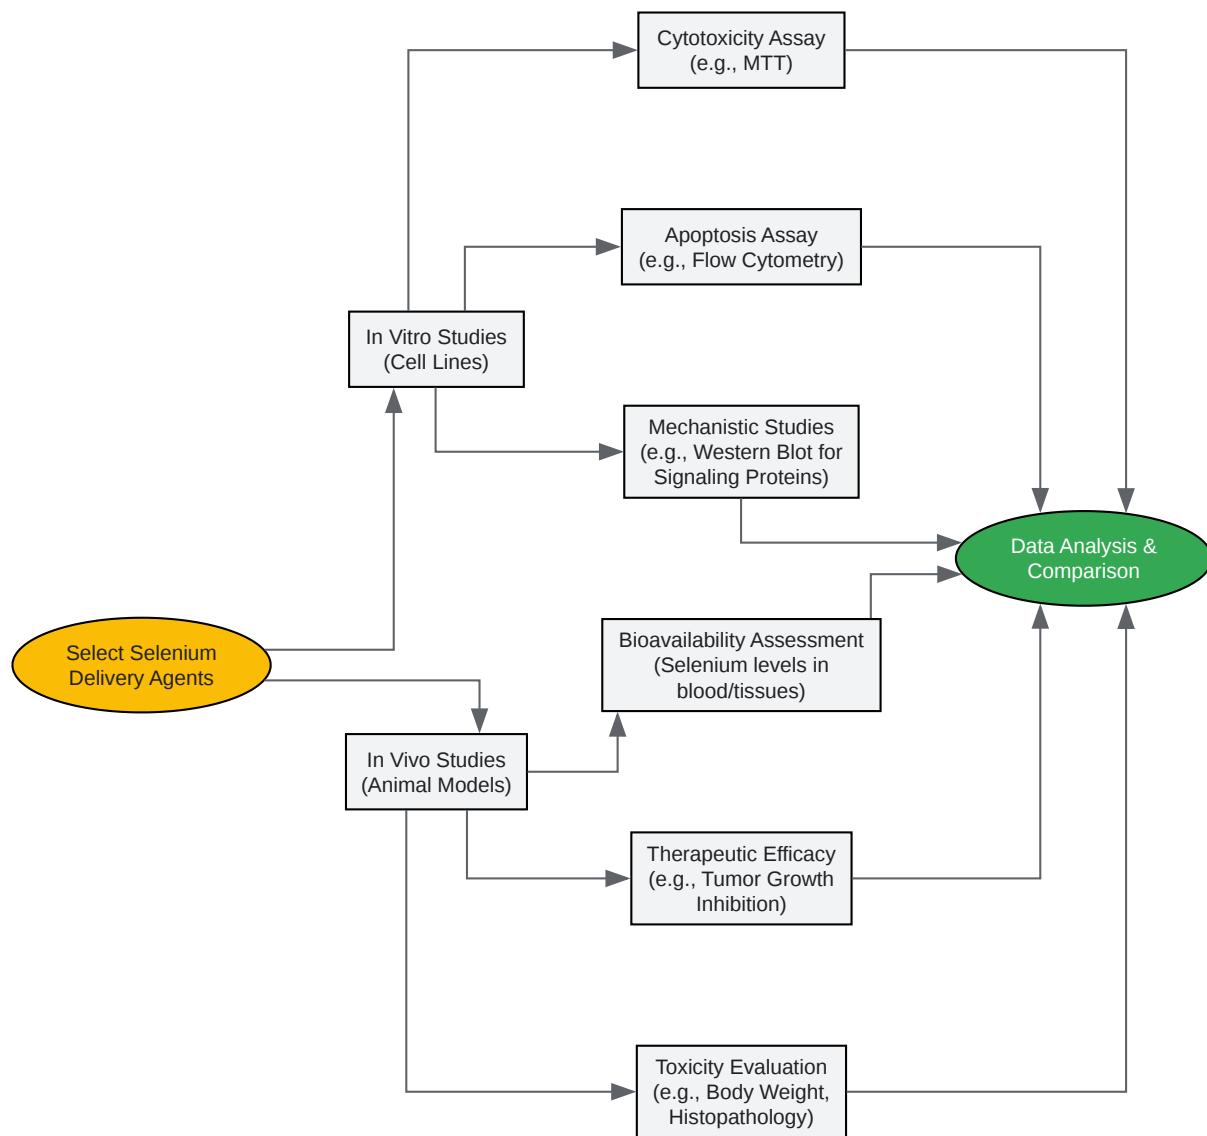 Cytotoxicity Assay
(e.g., MTT)
Apoptosis Assay
(e.g., Flow Cytometry)
In Vitro Studies
(Cell Lines)
Mechanistic Studies
(e.g., Western Blot for
Signaling Proteins)
Data Analysis &
Comparison
Select Selenium
Delivery Agents
Bioavailability Assessment
(Selenium levels in
blood/tissues)
In Vivo Studies
(Animal Models)
Therapeutic Efficacy
(e.g., Tumor Growth
Inhibition)
Toxicity Evaluation
(e.g., Body Weight,
Histopathology)